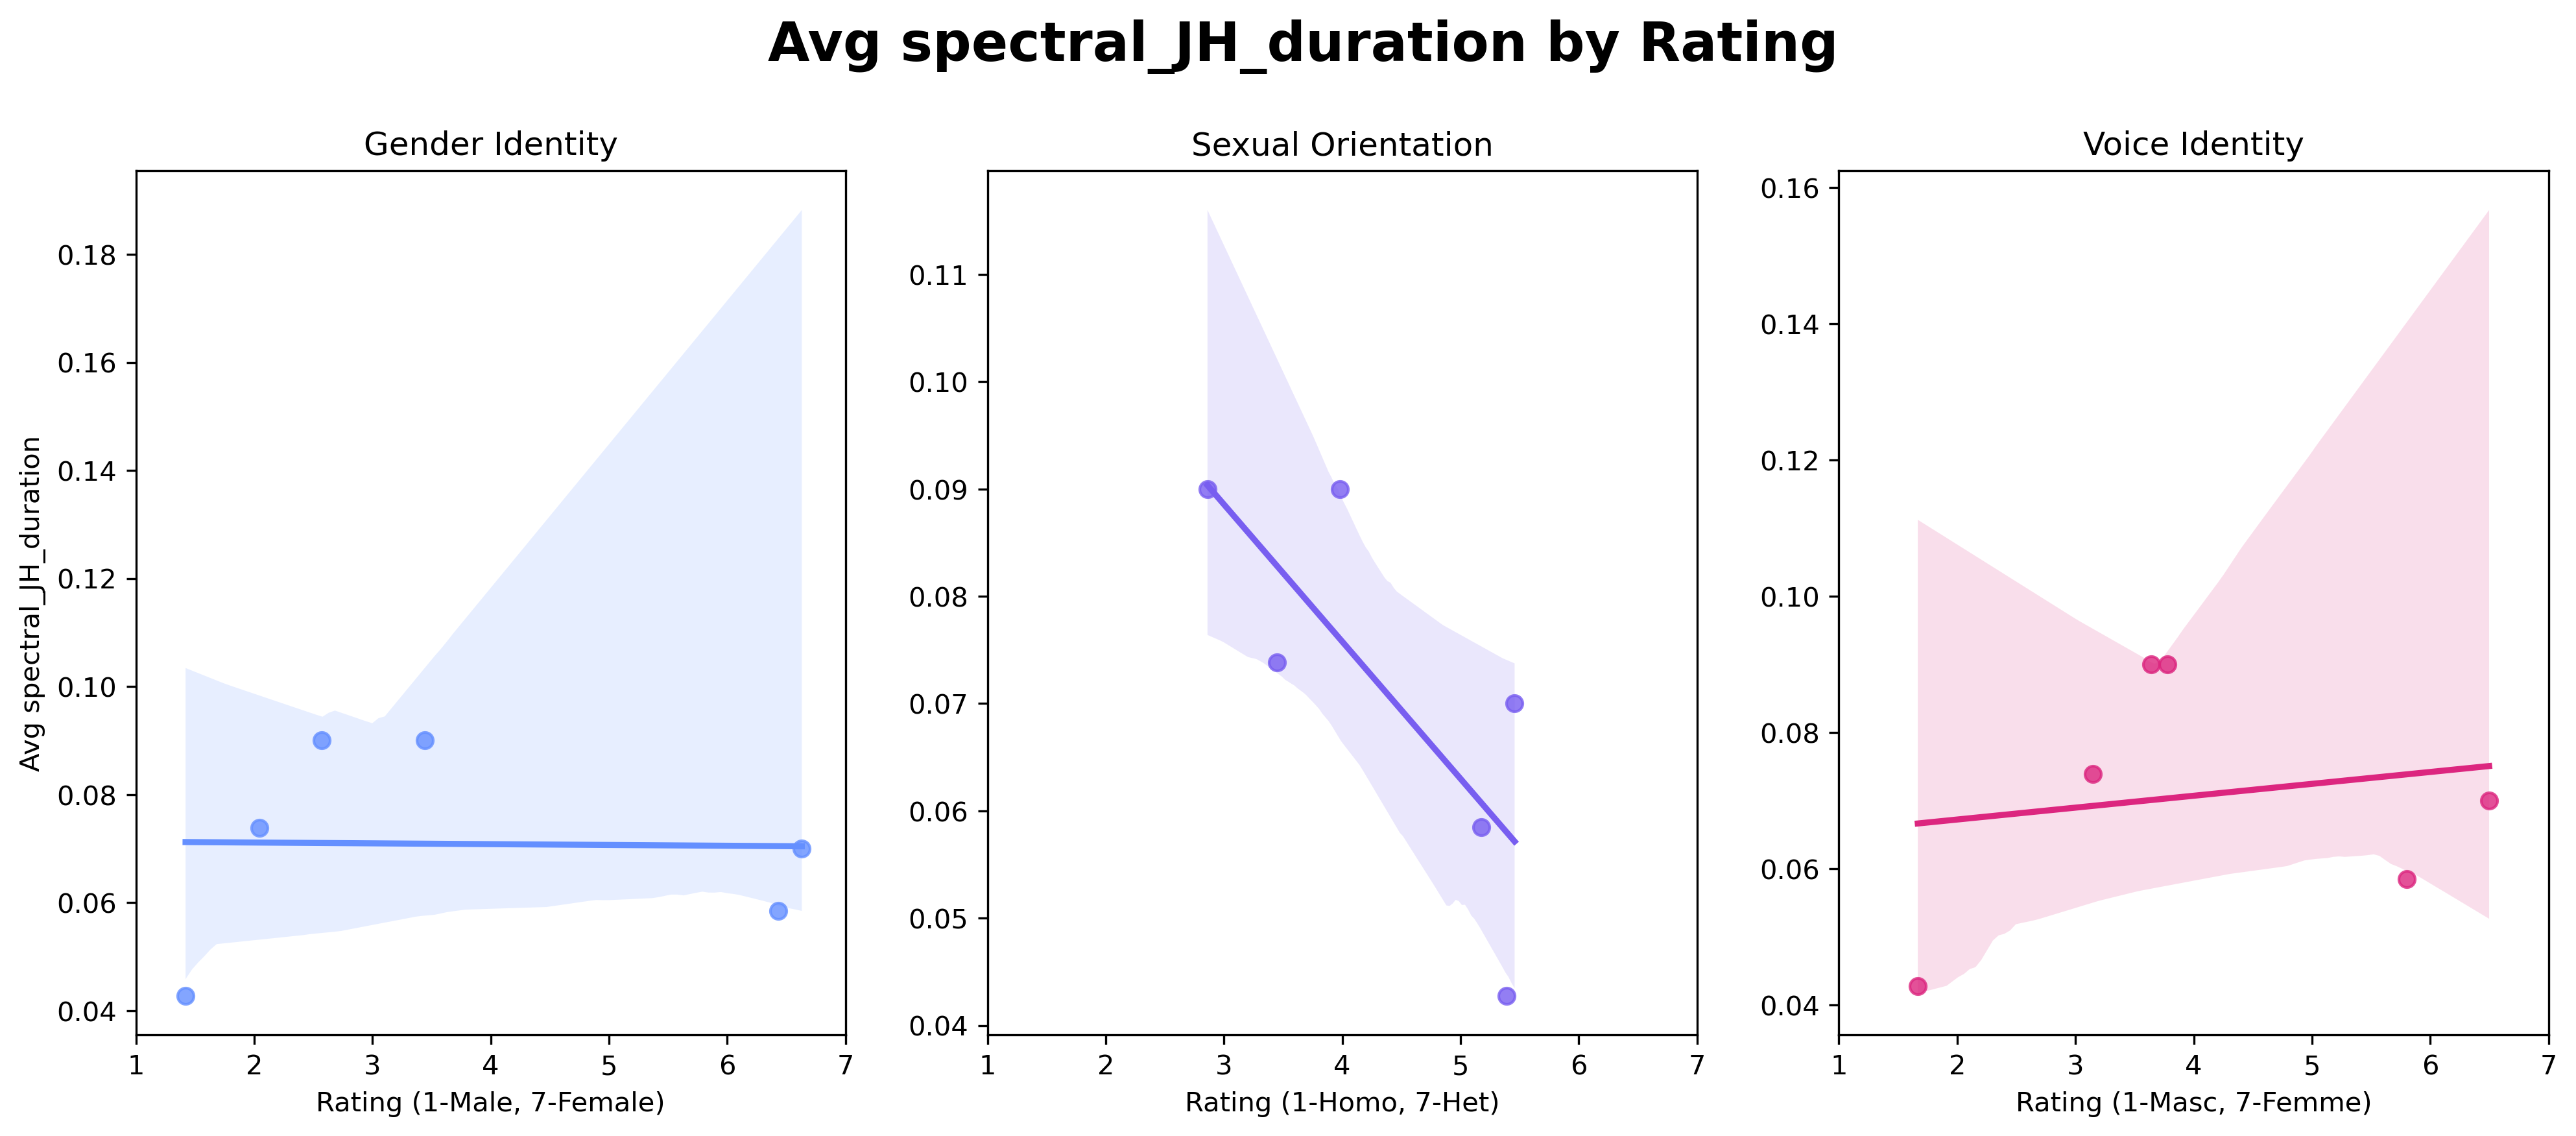 Avg spectral_JH_duration by Rating
Gender Identity
Avg spectral_JH_duration
0.18
0.16
0.14
0.12
0.10
0.08
0.06
0.04
1 2 3 4 5 6 7
Rating (1-Male, 7-Female)
Sexual Orientation
0.11
0.10
0.09
0.08
0.07
0.06
0.05
0.04
1 2 3 4 5 6 7
Rating (1-Homo, 7-Het)
Voice Identity
0.16
0.14
0.12
0.10
0.08
0.06
0.04
1 2 3 4 5 6 7
Rating (1-Masc, 7-Femme)